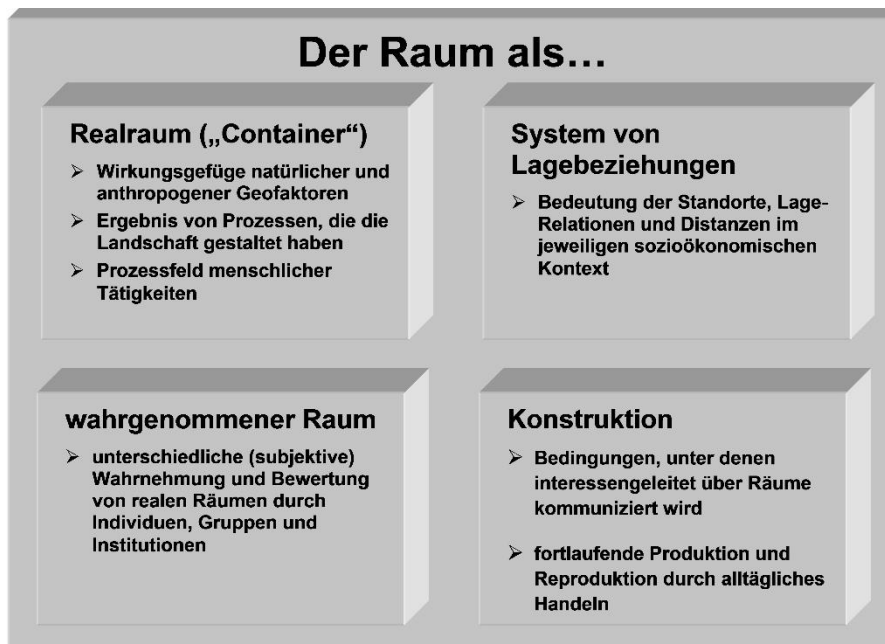 Der Raum als…
Realraum („Container“)
➢ Wirkungsgefüge natürlicher und
anthropogener Geofaktoren
➢ Ergebnis von Prozessen, die die
Landschaft gestaltet haben
➢ Prozessfeld menschlicher
Tätigkeiten
System von
Lagebeziehungen
➢ Bedeutung der Standorte, Lage-
Relationen und Distanzen im
jeweiligen sozioökonomischen
Kontext
wahrgenommener Raum
➢ unterschiedliche (subjektive)
Wahrnehmung und Bewertung
von realen Räumen durch
Individuen, Gruppen und
Institutionen
Konstruktion
➢ Bedingungen, unter denen
interessengeleitet über Räume
kommuniziert wird
➢ fortlaufende Produktion und
Reproduktion durch alltägliches
Handeln